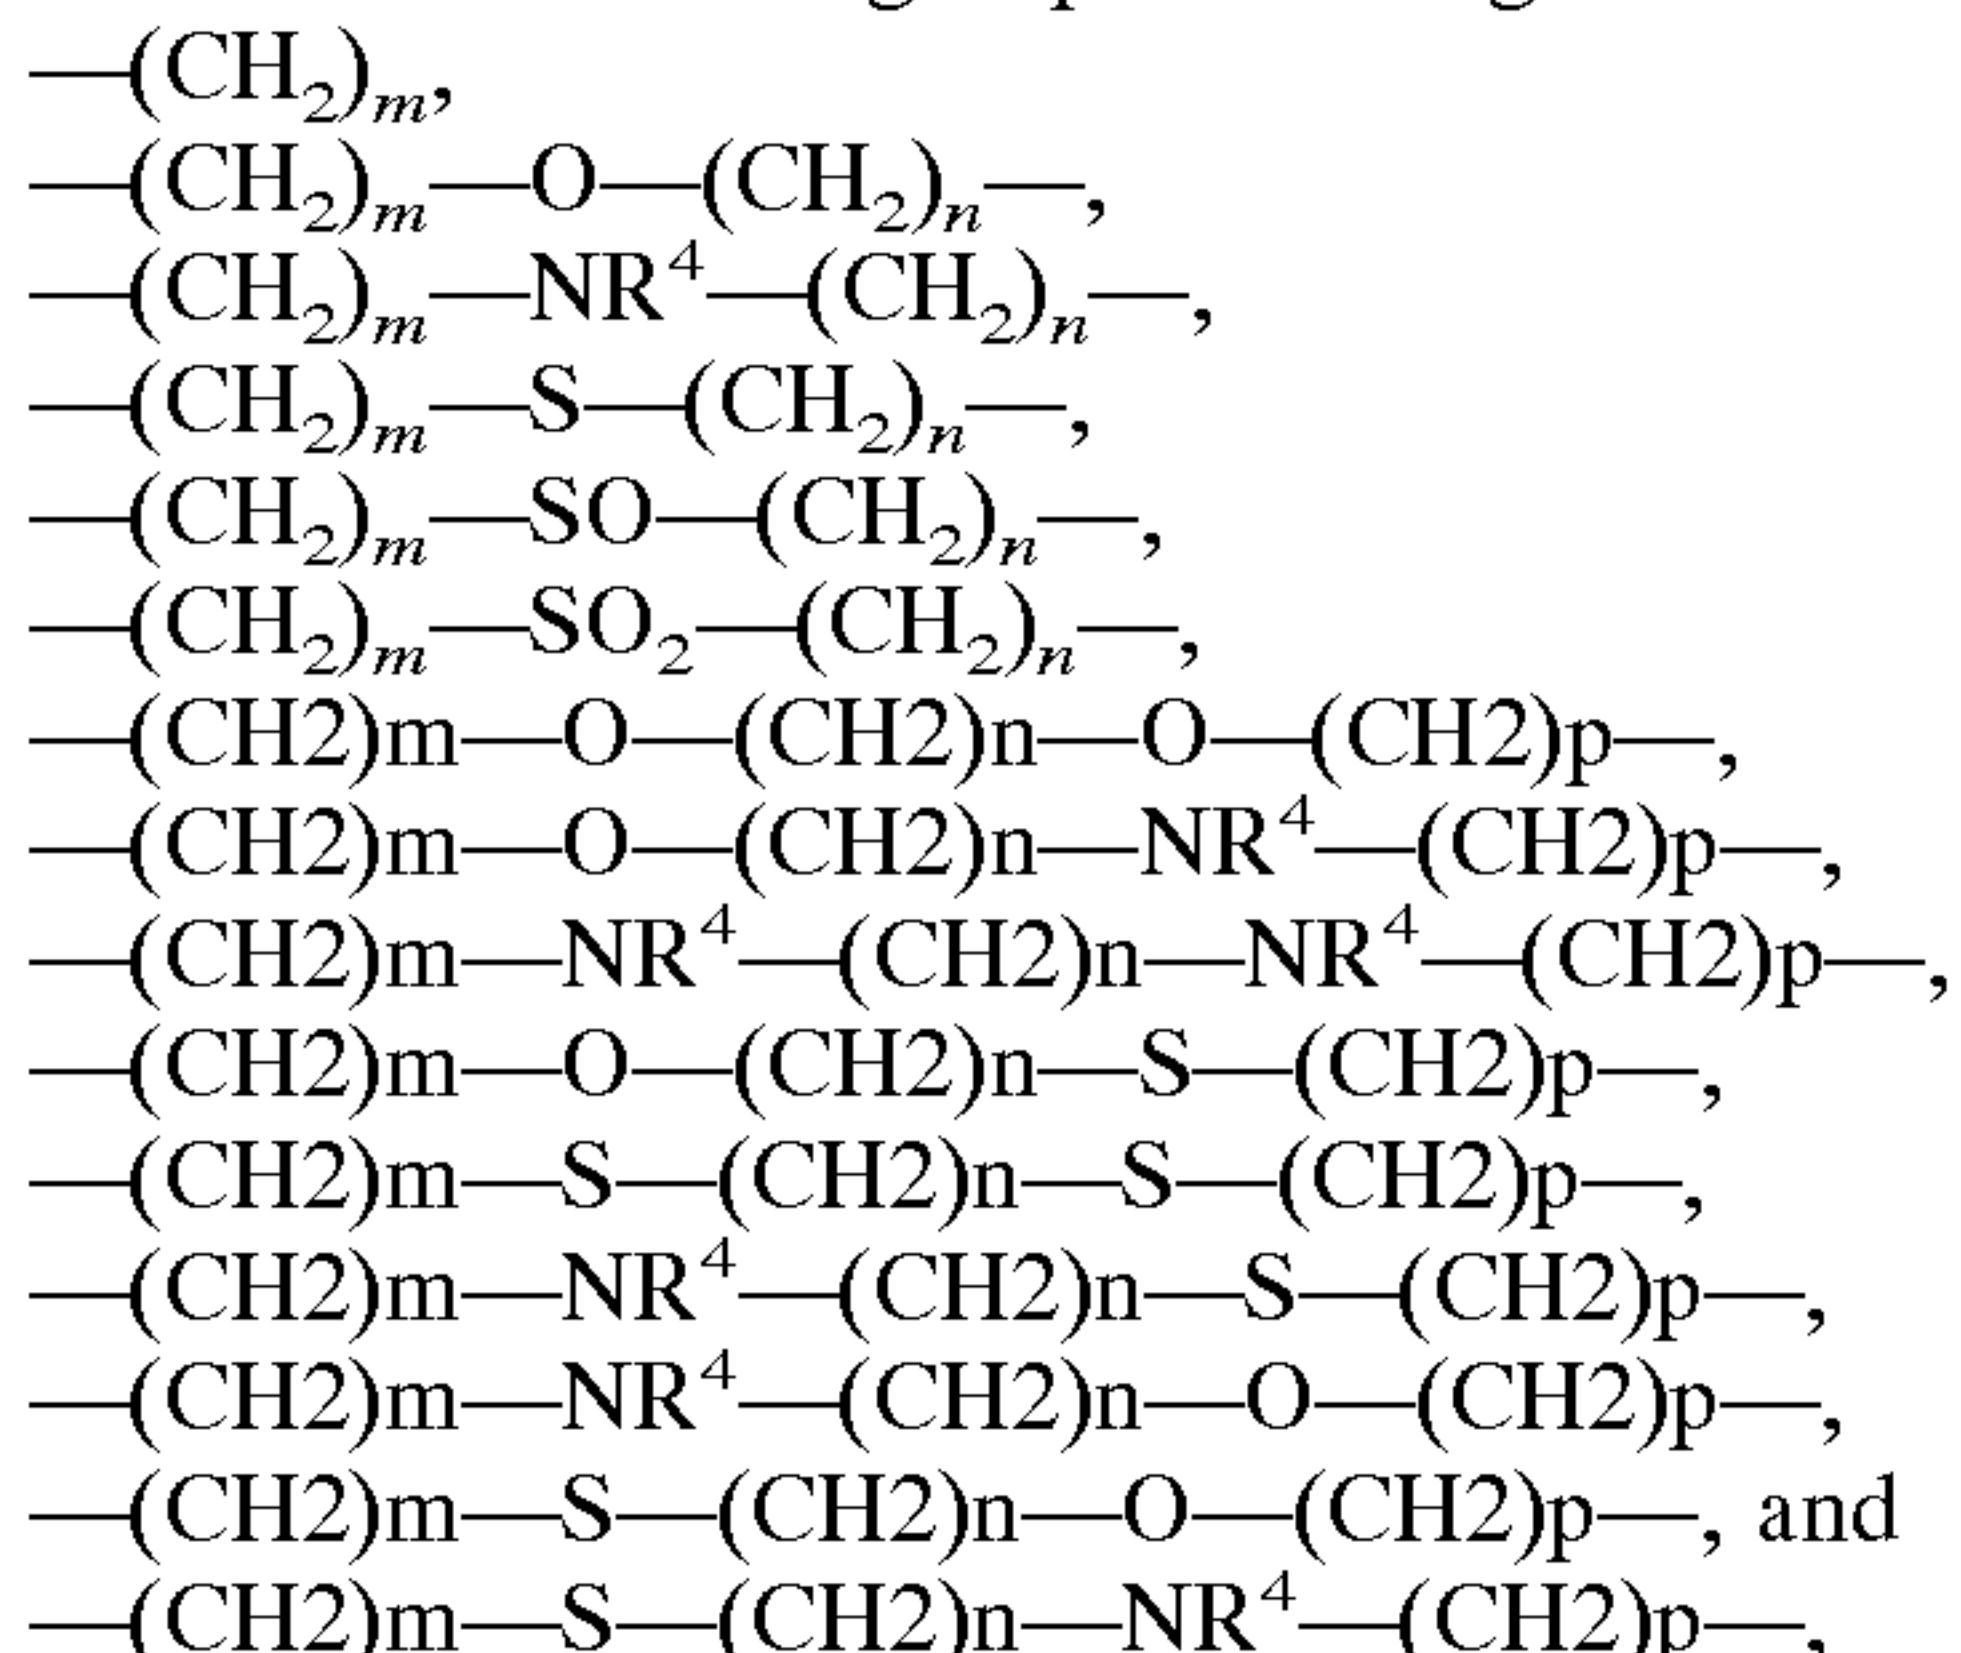 —(CH₂)ₘ,
—(CH₂)ₘ—O—(CH₂)ₙ—,
—(CH₂)ₘ—NR⁴—(CH₂)ₙ—,
—(CH₂)ₘ—S—(CH₂)ₙ—,
—(CH₂)ₘ—SO—(CH₂)ₙ—,
—(CH₂)ₘ—SO₂—(CH₂)ₙ—,
—(CH2)m—O—(CH2)n—O—(CH2)p—,
—(CH2)m—O—(CH2)n—NR⁴—(CH2)p—,
—(CH2)m—NR⁴—(CH2)n—NR⁴—(CH2)p—,
—(CH2)m—O—(CH2)n—S—(CH2)p—,
—(CH2)m—S—(CH2)n—S—(CH2)p—,
—(CH2)m—NR⁴—(CH2)n—S—(CH2)p—,
—(CH2)m—NR⁴—(CH2)n—O—(CH2)p—,
—(CH2)m—S—(CH2)n—O—(CH2)p—, and
—(CH2)m—S—(CH2)n—NR⁴—(CH2)p—,